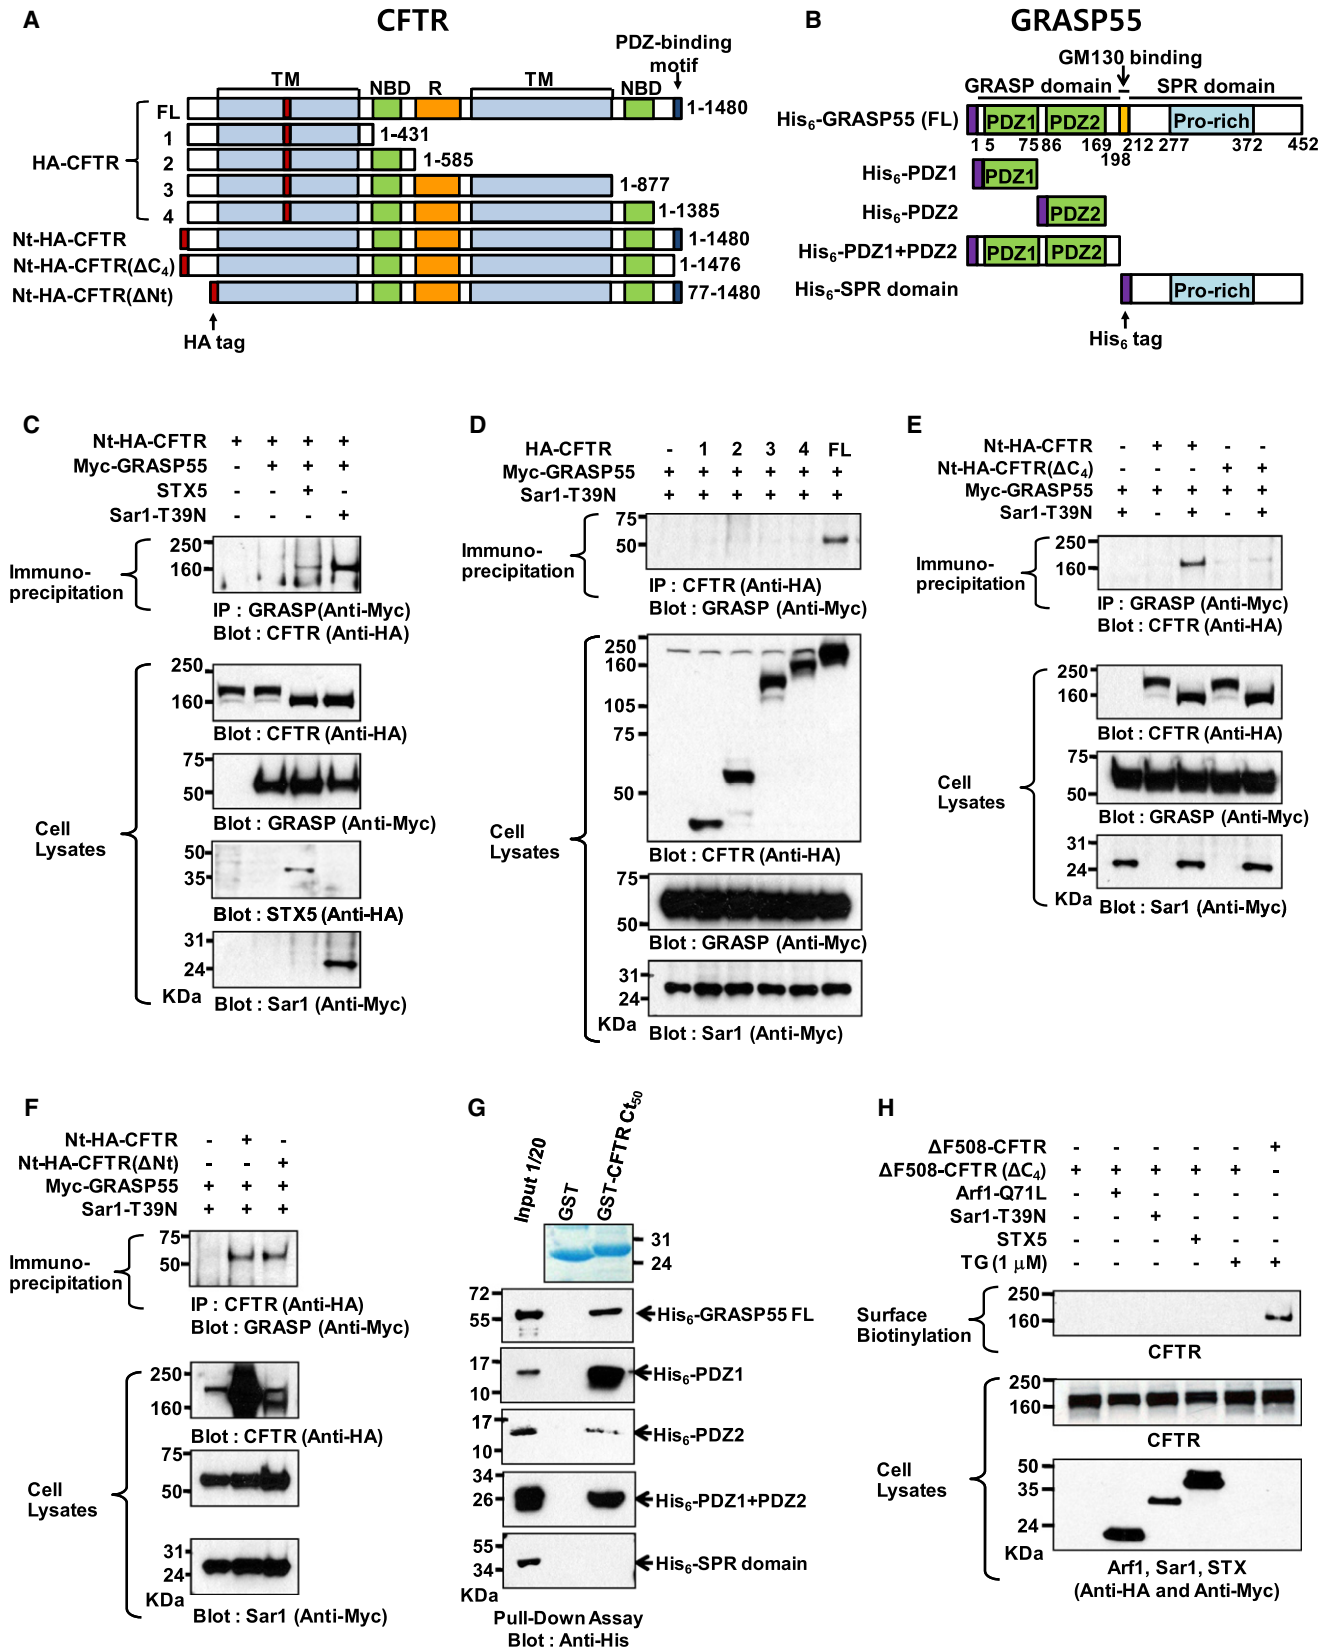 A
CFTR
PDZ-binding
motif
TM
NBD
R
TM
NBD
FL
1-1480
1
1-431
HA-CFTR
2
1-585
3
1-877
4
1-1385
Nt-HA-CFTR
1-1480
Nt-HA-CFTR(ΔC4)
1-1476
Nt-HA-CFTR(ΔNt)
77-1480
HA tag
B
GRASP55
GM130 binding
GRASP domain
SPR domain
His6-GRASP55 (FL)
PDZ1
PDZ2
Pro-rich
1 5 75 86 169 212 277 372 452
198
His6-PDZ1
PDZ1
His6-PDZ2
PDZ2
His6-PDZ1+PDZ2
PDZ1
PDZ2
His6-SPR domain
Pro-rich
His6 tag
C
Nt-HA-CFTR + + + +
Myc-GRASP55 - + + +
STX5 - - + -
Sar1-T39N - - - +
Immuno-
precipitation
250
160
IP : GRASP(Anti-Myc)
Blot : CFTR (Anti-HA)
Cell
Lysates
250
160
Blot : CFTR (Anti-HA)
75
50
Blot : GRASP (Anti-Myc)
50
35
Blot : STX5 (Anti-HA)
31
24
KDa
Blot : Sar1 (Anti-Myc)
D
HA-CFTR - 1 2 3 4 FL
Myc-GRASP55 + + + + + +
Sar1-T39N + + + + + +
Immuno-
precipitation
75
50
IP : CFTR (Anti-HA)
Blot : GRASP (Anti-Myc)
Cell
Lysates
250
160
105
75
50
Blot : CFTR (Anti-HA)
75
50
Blot : GRASP (Anti-Myc)
31
24
KDa
Blot : Sar1 (Anti-Myc)
E
Nt-HA-CFTR - + + - -
Nt-HA-CFTR(ΔC4) - - - + +
Myc-GRASP55 + + + + +
Sar1-T39N + - + - +
Immuno-
precipitation
250
160
IP : GRASP (Anti-Myc)
Blot : CFTR (Anti-HA)
Cell
Lysates
250
160
Blot : CFTR (Anti-HA)
75
50
Blot : GRASP (Anti-Myc)
31
24
KDa
Blot : Sar1 (Anti-Myc)
F
Nt-HA-CFTR - + -
Nt-HA-CFTR(ΔNt) - - +
Myc-GRASP55 + + +
Sar1-T39N + + +
Immuno-
precipitation
75
50
IP : CFTR (Anti-HA)
Blot : GRASP (Anti-Myc)
Cell
Lysates
250
160
Blot : CFTR (Anti-HA)
75
50
31
24
KDa
Blot : Sar1 (Anti-Myc)
G
Input 1/20
GST
GST-CFTR Ct50
31
24
72
55
His6-GRASP55 FL
17
10
His6-PDZ1
17
10
His6-PDZ2
34
26
His6-PDZ1+PDZ2
55
34
His6-SPR domain
KDa
Pull-Down Assay
Blot : Anti-His
H
ΔF508-CFTR - - - - - +
ΔF508-CFTR (ΔC4) + + + + + -
Arf1-Q71L - + - - - -
Sar1-T39N - - + - - -
STX5 - - - + - -
TG (1 μM) - - - - + +
Surface
Biotinylation
250
160
CFTR
Cell
Lysates
250
160
CFTR
50
35
24
KDa
Arf1, Sar1, STX
(Anti-HA and Anti-Myc)